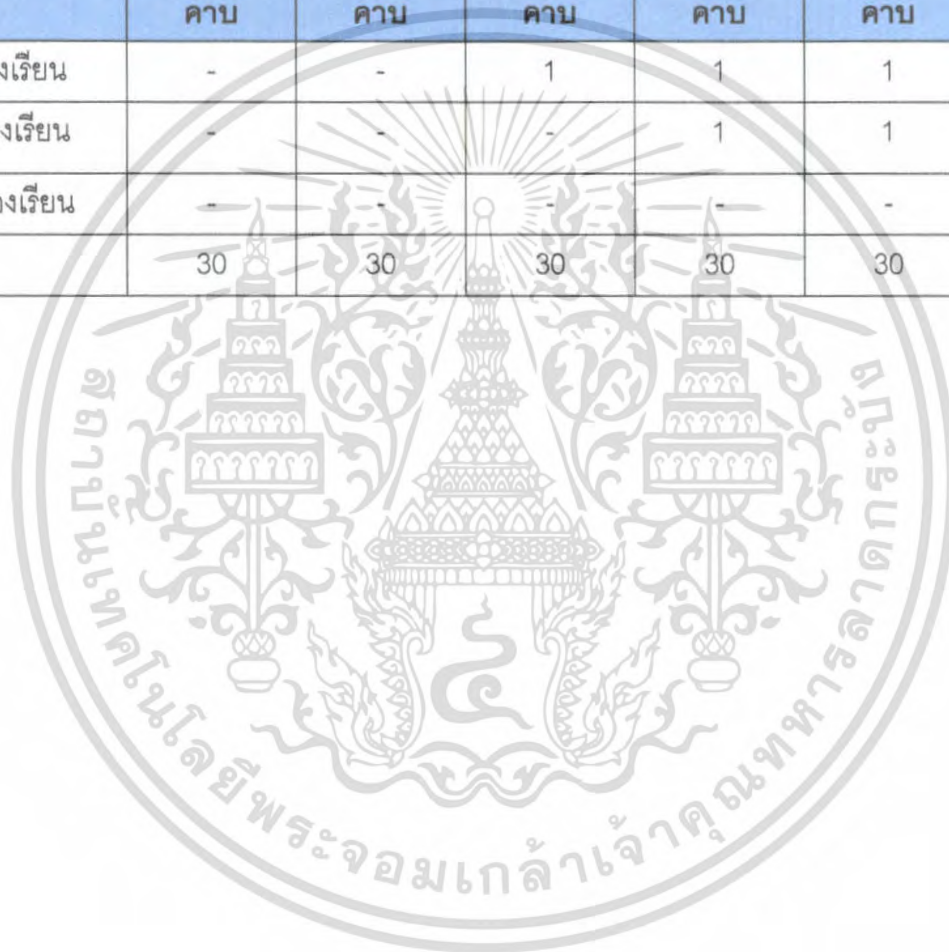 คาบ คาบ คาบ คาบ คาบ
งเรียน - - 1 1 1
งเรียน - - - 1 1
องเรียน - - - - -
30 30 30 30 30
สถาบันเทคโนโลยีพระจอมเกล้าเจ้าคุณทหารลาดกระบัง
๔